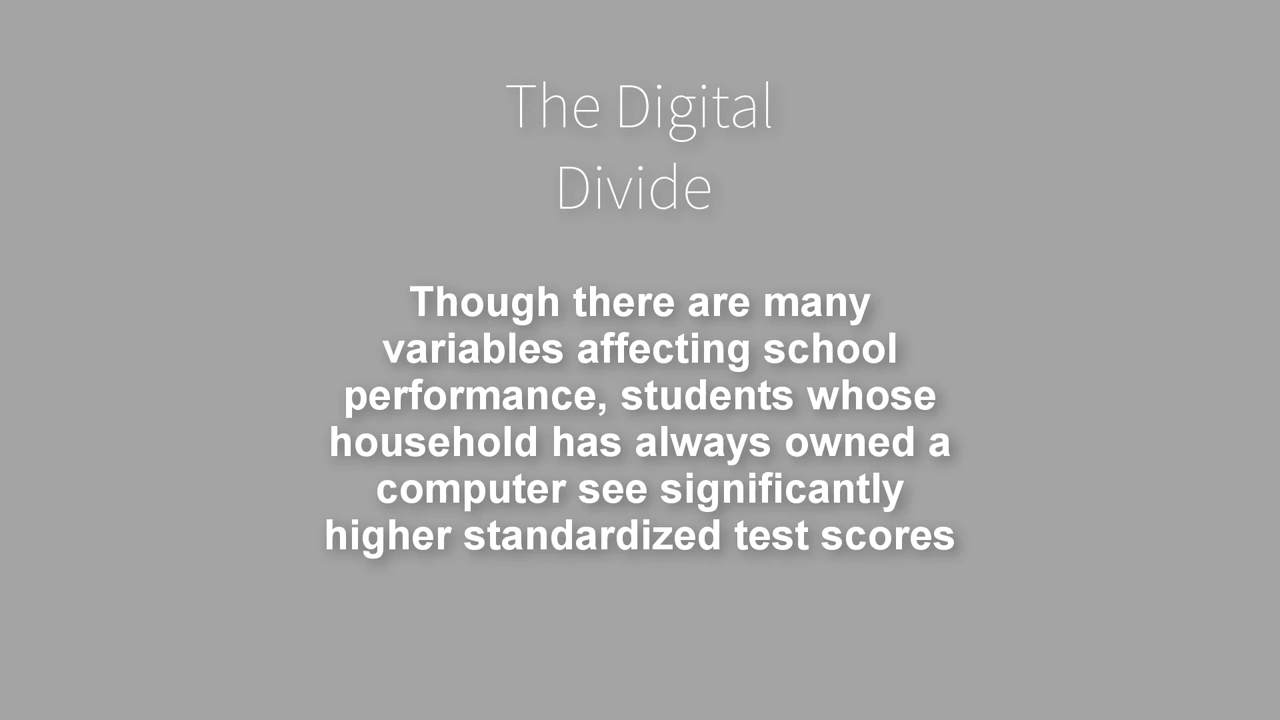 The Digital
Divide
Though there are many
variables affecting school
performance, students whose
household has always owned a
computer see significantly
higher standardized test scores